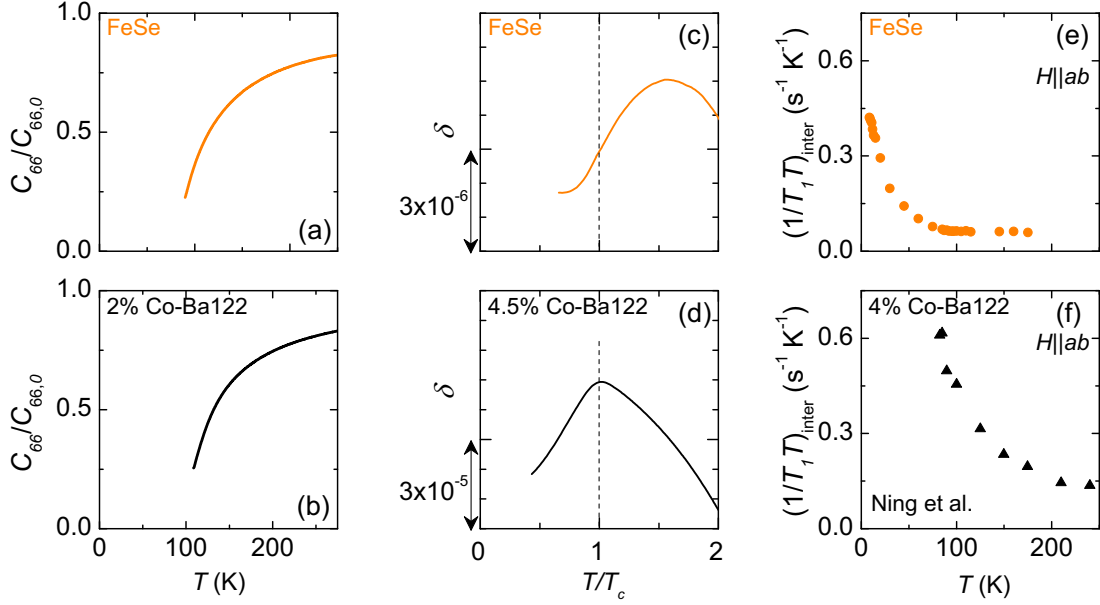 FeSe
1.0
0.5
0.0
C66/C66,0
(a)
2% Co-Ba122
1.0
0.5
0.0
C66/C66,0
(b)
0
100
200
T (K)
FeSe
(c)
δ
3x10-6
4.5% Co-Ba122
(d)
δ
3x10-5
0
1
2
T/Tc
FeSe
(e)
H||ab
0.6
0.3
0.0
(1/T1T)inter (s-1 K-1)
4% Co-Ba122
(f)
H||ab
0.6
0.3
0.0
(1/T1T)inter (s-1 K-1)
Ning et al.
0
100
200
T (K)